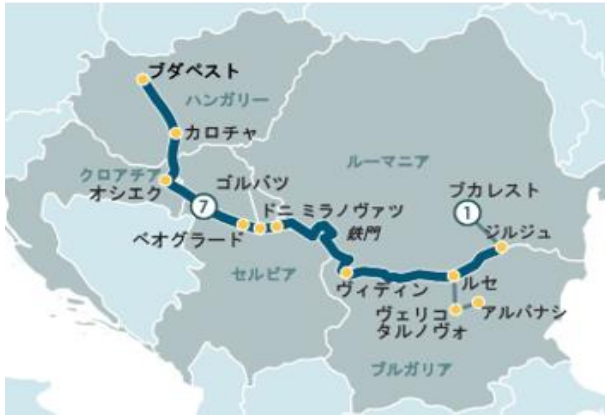 ブダペスト
ハンガリー
カロチャ
ルーマニア
クロアチア
オシエク
ゴルバツ
ブカレスト
7
1
ドニ ミラノヴァツ
ジルジュ
ベオグラード
鉄門
セルビア
ヴィディン
ルセ
ヴェリコ
タルノヴォ
アルバナシ
ブルガリア